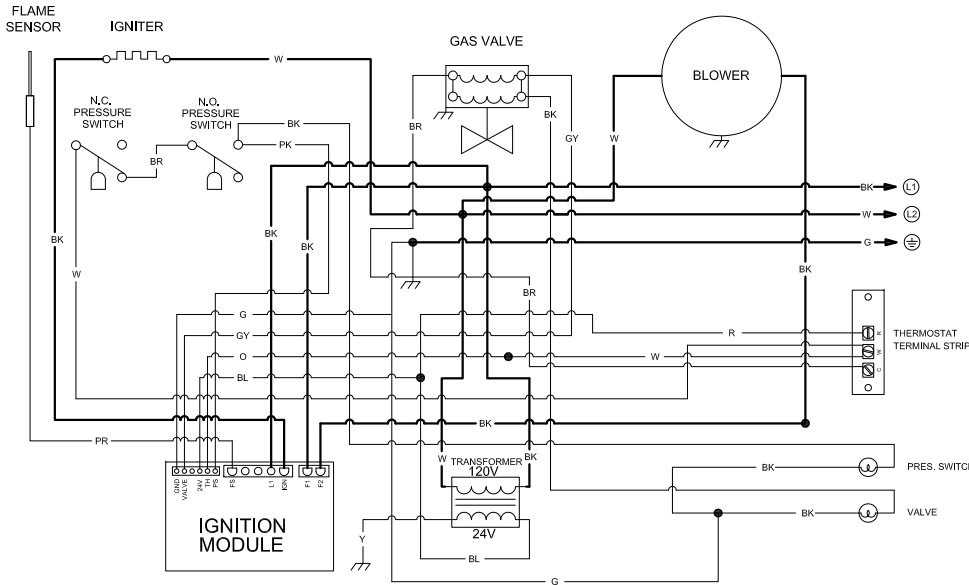 FLAME
SENSOR
IGNITER
GAS VALVE
BLOWER
W
N.C.
PRESSURE
SWITCH
N.O.
PRESSURE
SWITCH
BK
PK
BR
BR
BK
GY
W
BK
L1
W
L2
G
BK
BK
BK
W
BK
BR
G
GY
O
BL
R
W
THERMOSTAT
TERMINAL STRIP
R
W
C
PR
BK
W
BK
TRANSFORMER
120V
24V
BK
PRES. SWITCH
BK
VALVE
GND
VALVE
24V
TH
PS
FS
L1
IGN
F1
F2
IGNITION
MODULE
Y
BL
G